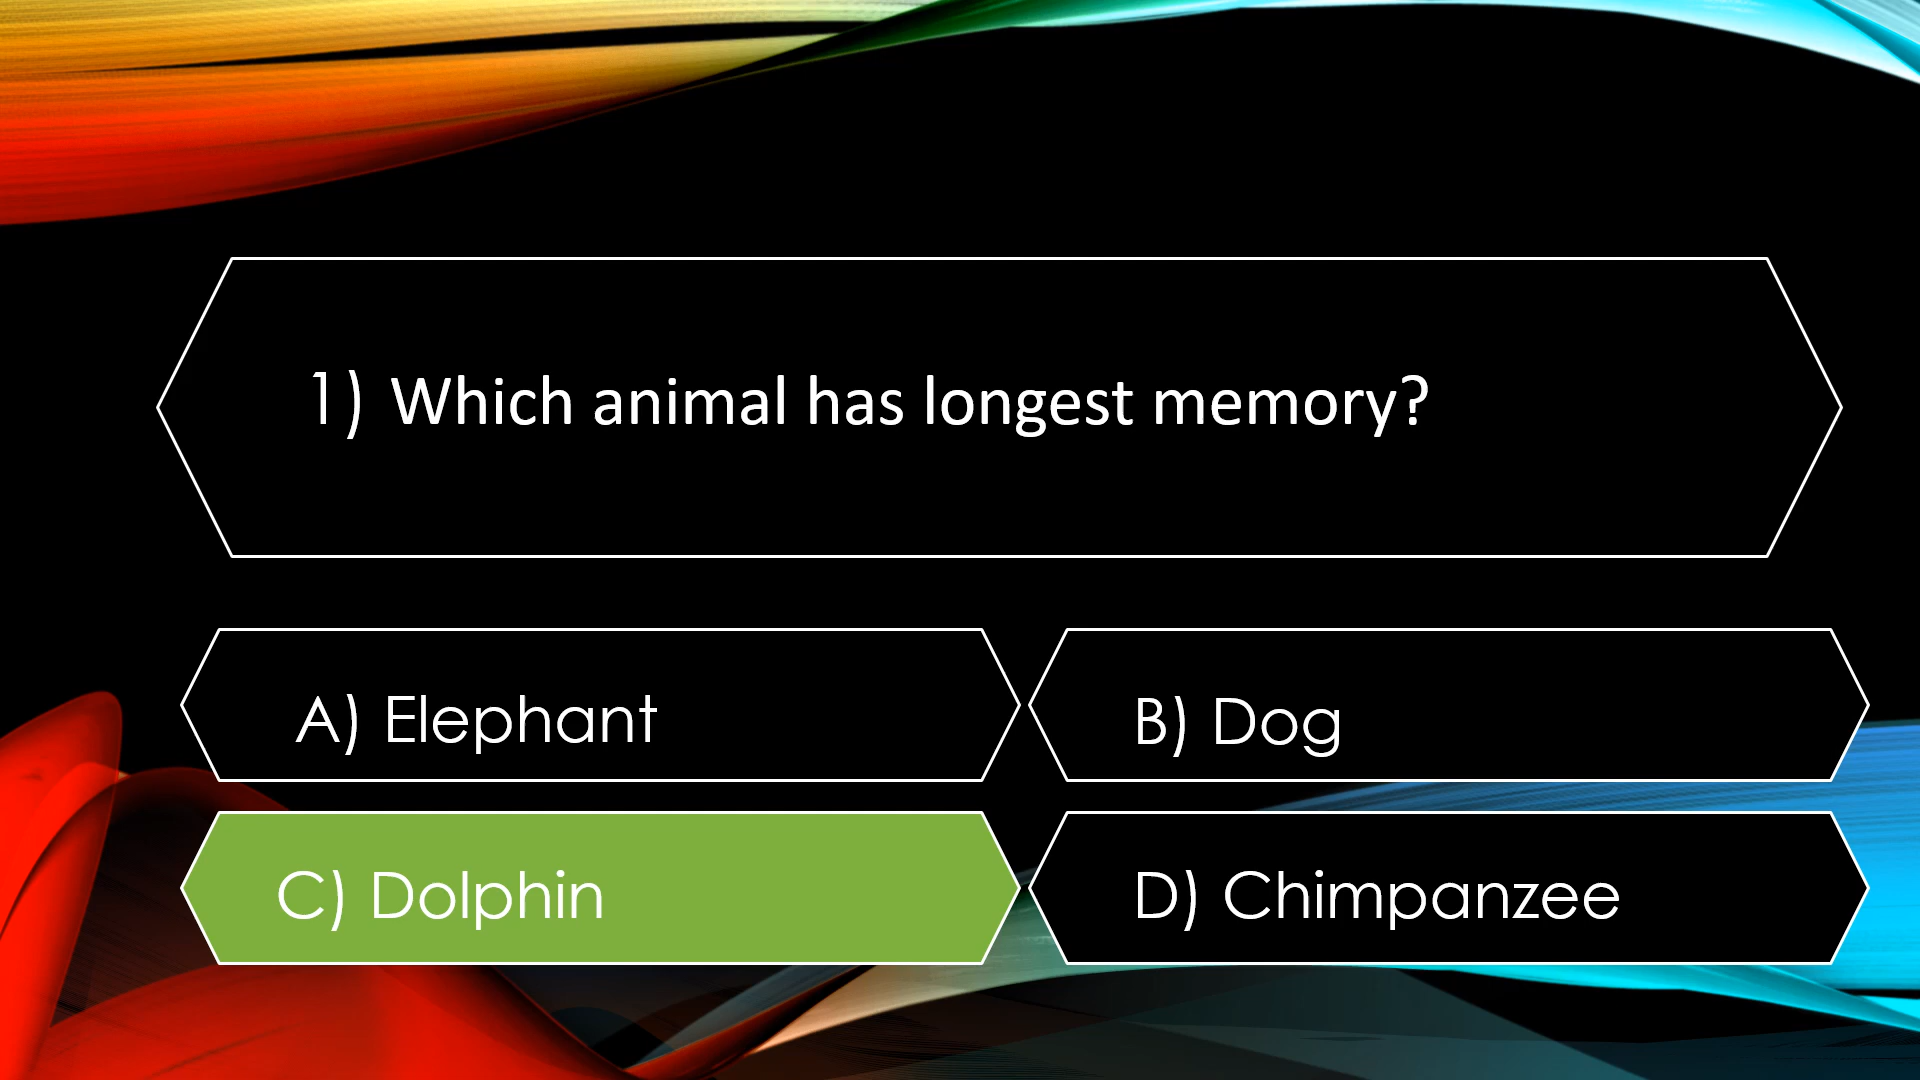 1) Which animal has longest memory?
A) Elephant
B) Dog
C) Dolphin
D) Chimpanzee